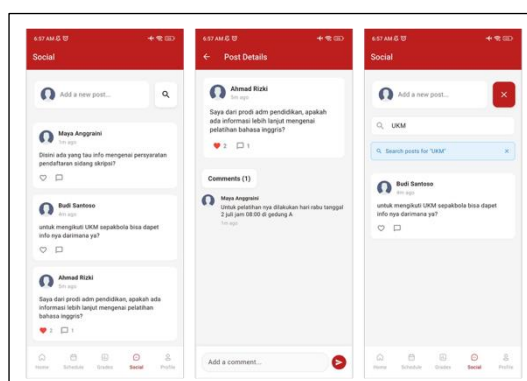 6:57 AM
Social
Add a new post...
Maya Anggraini
1m ago
Disini ada yang tau info mengenai persyaratan
pendaftaran sidang skripsi?
Budi Santoso
4m ago
untuk mengikuti UKM sepakbola bisa dapet
info nya darimana ya?
Ahmad Rizki
5m ago
Saya dari prodi adm pendidikan, apakah ada
informasi lebih lanjut mengenai pelatihan
bahasa inggris?
2 1
Home Schedule Grades Social Profile
6:57 AM
Post Details
Ahmad Rizki
5m ago
Saya dari prodi adm pendidikan, apakah
ada informasi lebih lanjut mengenai
pelatihan bahasa inggris?
2 1
Comments (1)
Maya Anggraini
Untuk pelatihan nya dilakukan hari rabu tanggal
2 juli jam 08:00 di gedung A
1m ago
Add a comment...
6:57 AM
Social
Add a new post...
UKM
Search posts for "UKM"
Budi Santoso
4m ago
untuk mengikuti UKM sepakbola bisa dapet
info nya darimana ya?
Home Schedule Grades Social Profile